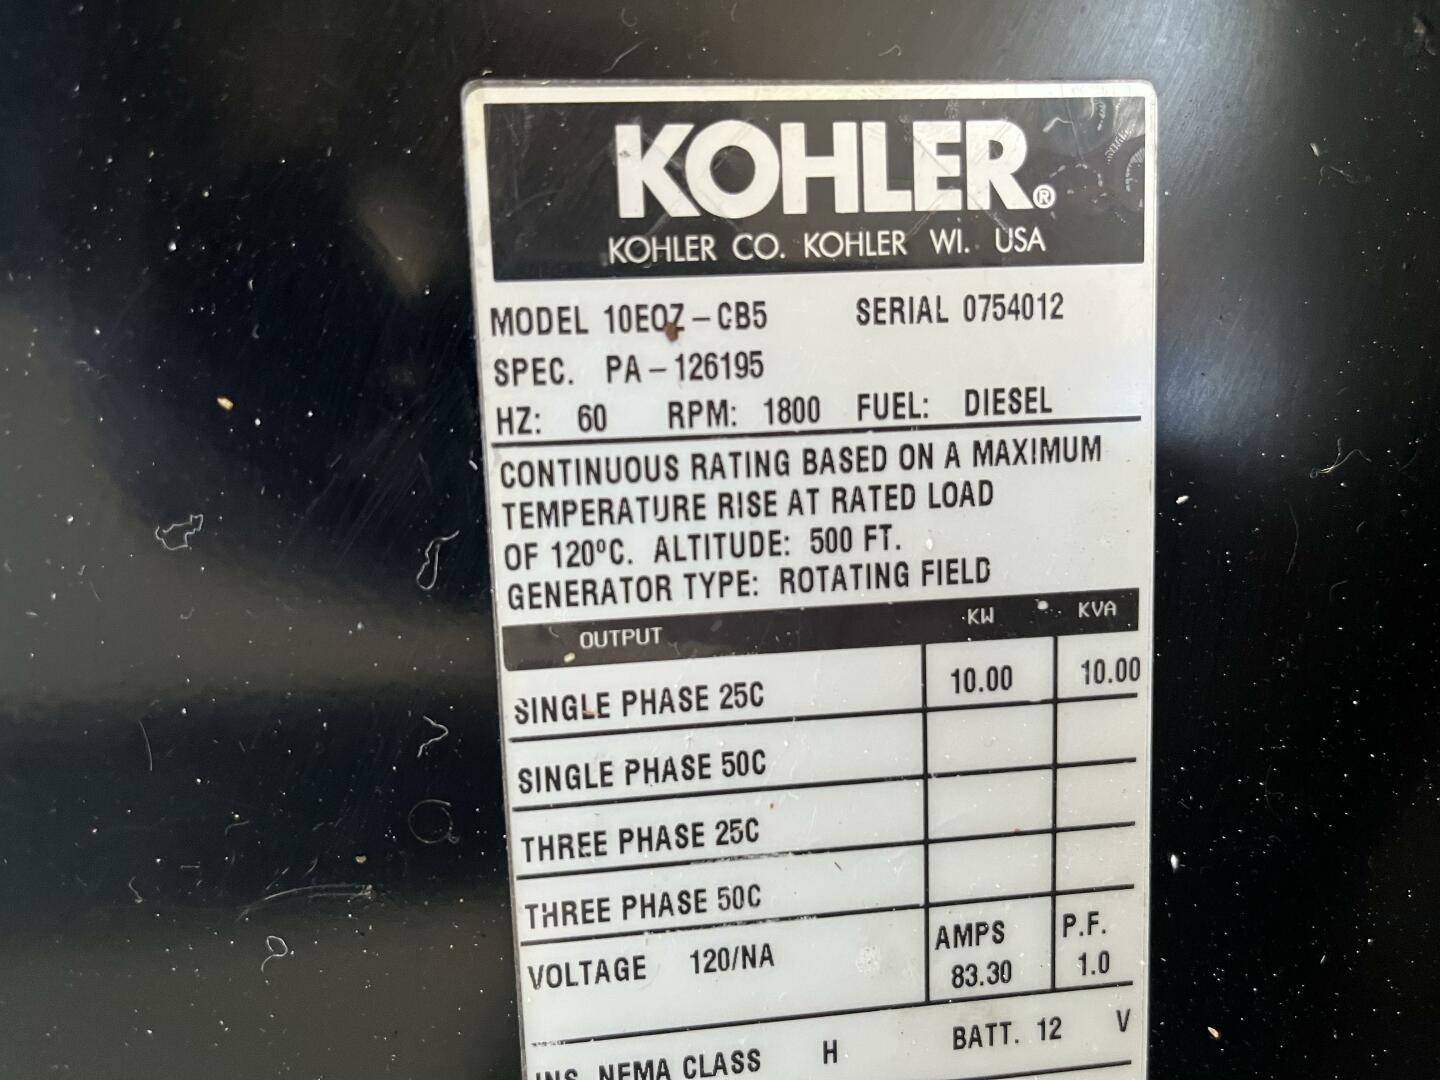 KOHLER®
KOHLER CO. KOHLER WI. USA
MODEL 10EOZ-CB5 SERIAL 0754012
SPEC. PA-126195
HZ: 60 RPM: 1800 FUEL: DIESEL
CONTINUOUS RATING BASED ON A MAXIMUM
TEMPERATURE RISE AT RATED LOAD
OF 120ºC. ALTITUDE: 500 FT.
GENERATOR TYPE: ROTATING FIELD
OUTPUT KW KVA
SINGLE PHASE 25C 10.00 10.00
SINGLE PHASE 50C
THREE PHASE 25C
THREE PHASE 50C
VOLTAGE 120/NA AMPS 83.30 P.F. 1.0
INS. NEMA CLASS H BATT. 12 V